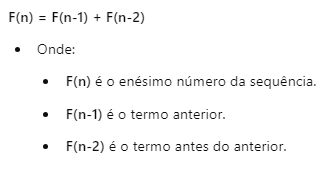 F(n) = F(n-1) + F(n-2)
• Onde:
• F(n) é o enésimo número da sequência.
• F(n-1) é o termo anterior.
• F(n-2) é o termo antes do anterior.